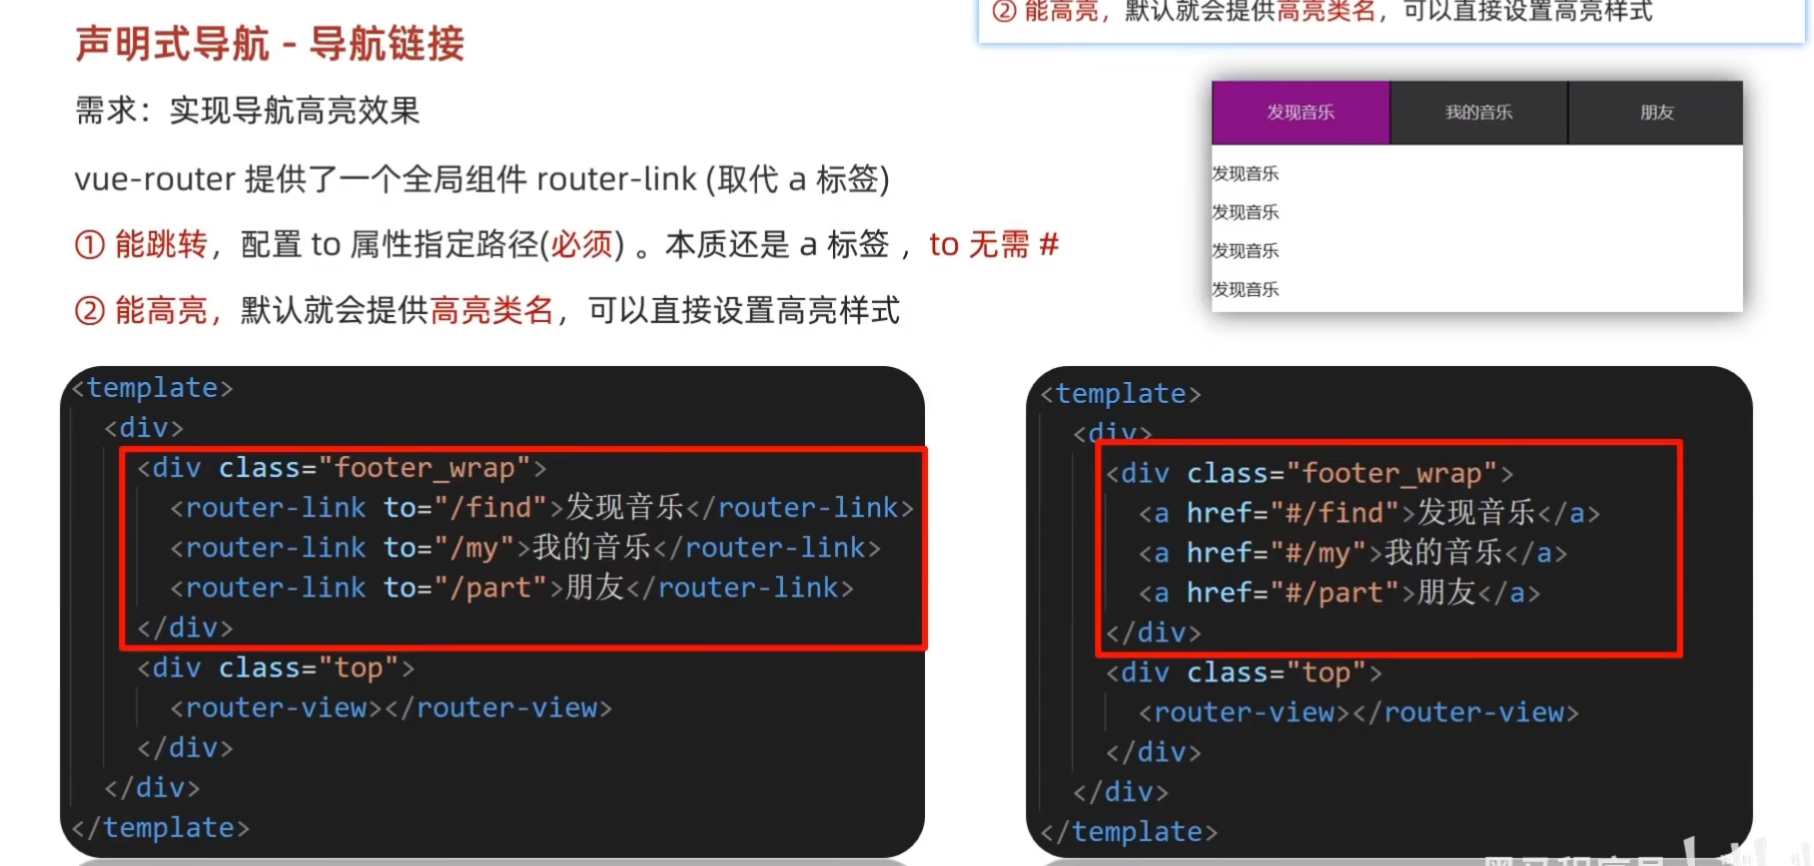 ② 能高亮，默认就会提供高亮类名，可以直接设置高亮样式
声明式导航 - 导航链接
需求：实现导航高亮效果
vue-router 提供了一个全局组件 router-link (取代 a 标签)
① 能跳转，配置 to 属性指定路径(必须) 。本质还是 a 标签 ，to 无需 #
② 能高亮，默认就会提供高亮类名，可以直接设置高亮样式
发现音乐 我的音乐 朋友
发现音乐
发现音乐
发现音乐
发现音乐
<template>
<div>
<div class="footer_wrap">
<router-link to="/find">发现音乐</router-link>
<router-link to="/my">我的音乐</router-link>
<router-link to="/part">朋友</router-link>
</div>
<div class="top">
<router-view></router-view>
</div>
</div>
</template>
<template>
<div>
<div class="footer_wrap">
<a href="#/find">发现音乐</a>
<a href="#/my">我的音乐</a>
<a href="#/part">朋友</a>
</div>
<div class="top">
<router-view></router-view>
</div>
</div>
</template>